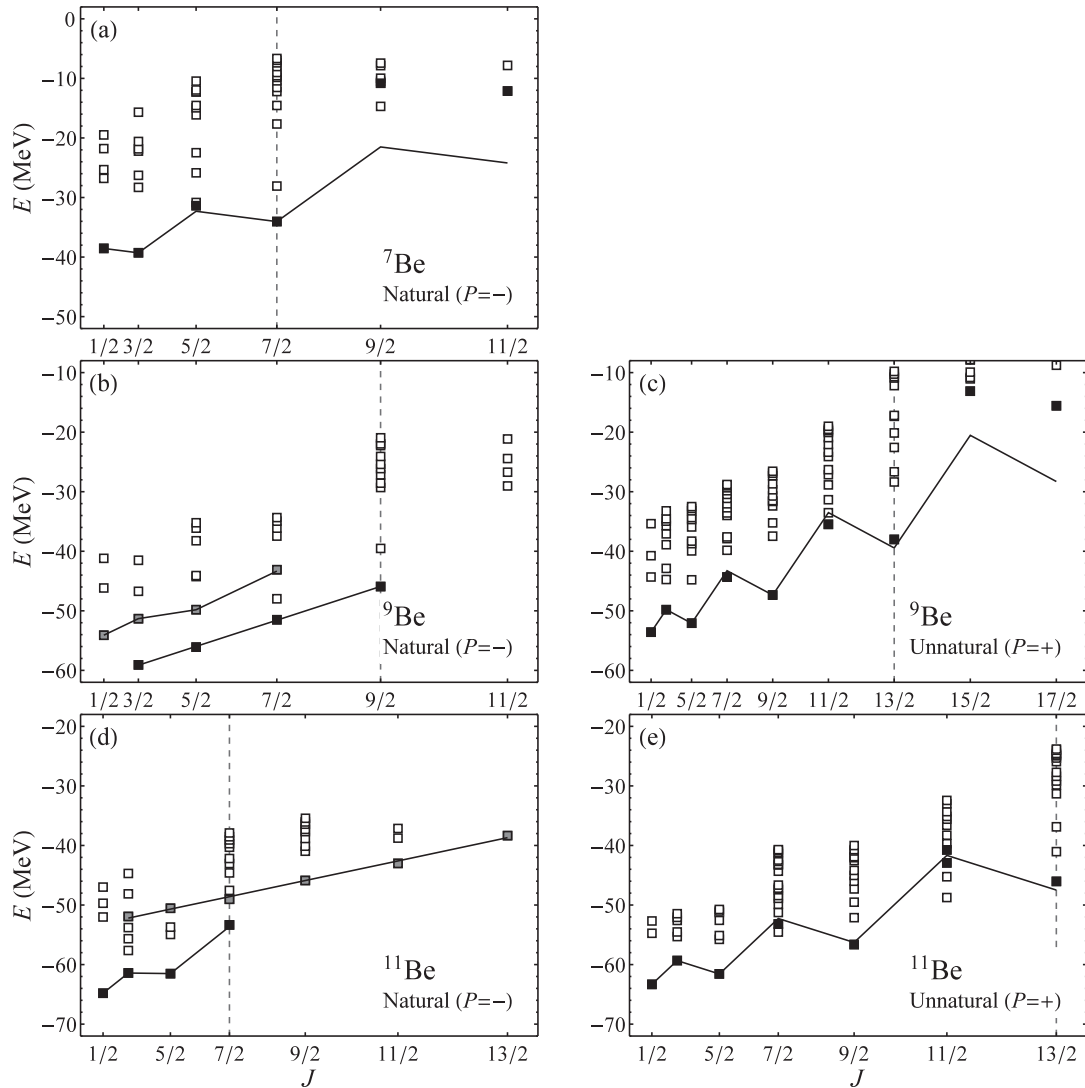 (a)
0
−10
−20
−30
−40
−50
E (MeV)
⁷Be
Natural (P=−)
1/2 3/2 5/2 7/2 9/2 11/2
(b)
−10
−20
−30
−40
−50
−60
E (MeV)
⁹Be
Natural (P=−)
1/2 3/2 5/2 7/2 9/2 11/2
(c)
−10
−20
−30
−40
−50
−60
⁹Be
Unnatural (P=+)
1/2 5/2 7/2 9/2 11/2 13/2 15/2 17/2
(d)
−20
−30
−40
−50
−60
−70
E (MeV)
¹¹Be
Natural (P=−)
1/2 5/2 7/2 9/2 11/2 13/2
J
(e)
−20
−30
−40
−50
−60
−70
¹¹Be
Unnatural (P=+)
1/2 5/2 7/2 9/2 11/2 13/2
J